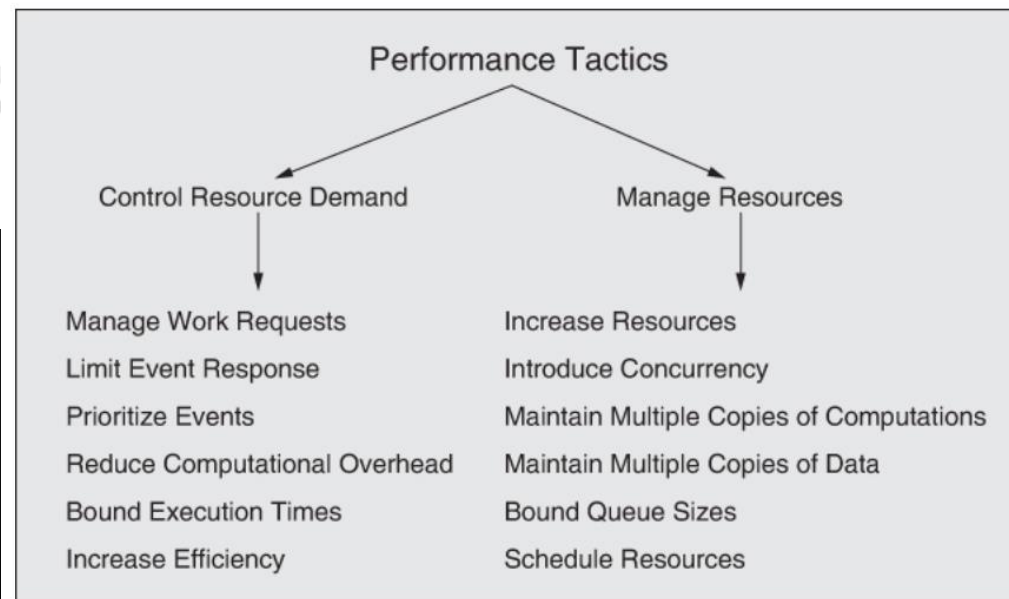 Performance Tactics
Control Resource Demand
Manage Resources
Manage Work Requests
Limit Event Response
Prioritize Events
Reduce Computational Overhead
Bound Execution Times
Increase Efficiency
Increase Resources
Introduce Concurrency
Maintain Multiple Copies of Computations
Maintain Multiple Copies of Data
Bound Queue Sizes
Schedule Resources